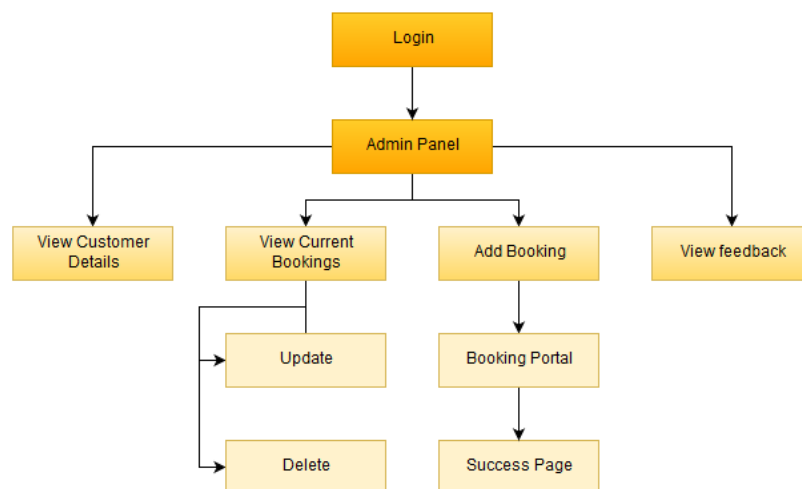 Login
Admin Panel
View Customer
Details
View Current
Bookings
Add Booking
View feedback
Update
Booking Portal
Delete
Success Page